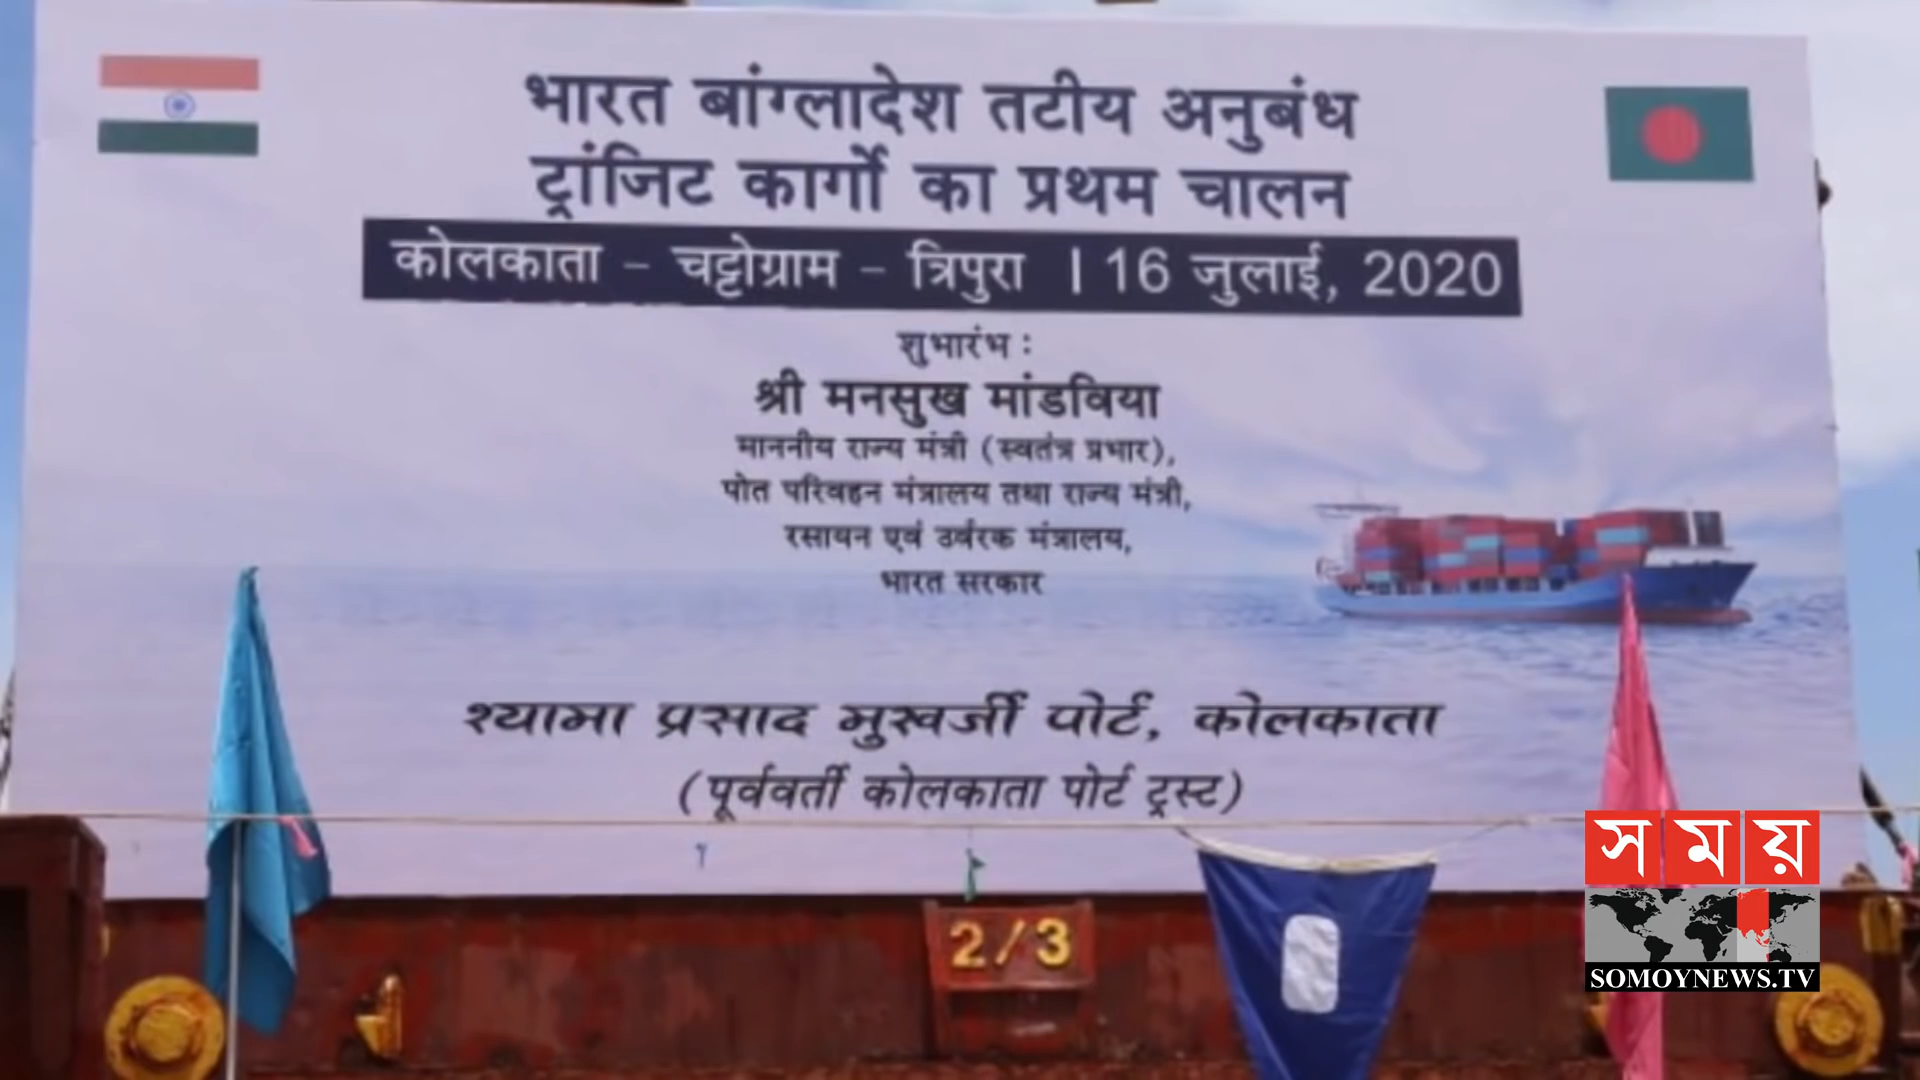 भारत बांग्लादेश तटीय अनुबंध
ट्रांजिट कार्गो का प्रथम चालन
कोलकाता - चट्टोग्राम - त्रिपुरा | 16 जुलाई, 2020
शुभारंभ :
श्री मनसुख मांडविया
माननीय राज्य मंत्री (स्वतंत्र प्रभार),
पोत परिवहन मंत्रालय तथा राज्य मंत्री,
रसायन एवं उर्वरक मंत्रालय,
भारत सरकार
श्यामा प्रसाद मुखर्जी पोर्ट, कोलकाता
(पूर्ववर्ती कोलकाता पोर्ट ट्रस्ट)
2/3
সময়
SOMOYNEWS.TV